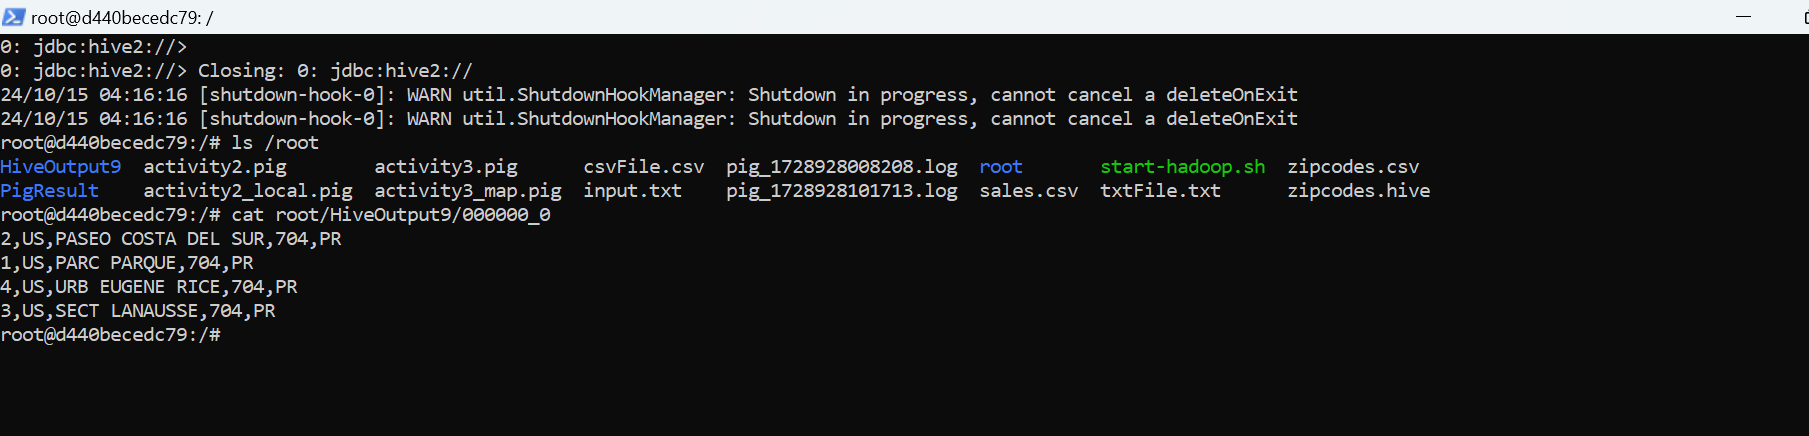 root@d440becedc79: /
0: jdbc:hive2://>
0: jdbc:hive2://> Closing: 0: jdbc:hive2://
24/10/15 04:16:16 [shutdown-hook-0]: WARN util.ShutdownHookManager: Shutdown in progress, cannot cancel a deleteOnExit
24/10/15 04:16:16 [shutdown-hook-0]: WARN util.ShutdownHookManager: Shutdown in progress, cannot cancel a deleteOnExit
root@d440becedc79:/# ls /root
HiveOutput9  activity2.pig        activity3.pig      csvFile.csv  pig_1728928008208.log  root       start-hadoop.sh  zipcodes.csv
PigResult    activity2_local.pig  activity3_map.pig  input.txt    pig_1728928101713.log  sales.csv  txtFile.txt      zipcodes.hive
root@d440becedc79:/# cat root/HiveOutput9/000000_0
2,US,PASEO COSTA DEL SUR,704,PR
1,US,PARC PARQUE,704,PR
4,US,URB EUGENE RICE,704,PR
3,US,SECT LANAUSSE,704,PR
root@d440becedc79:/#